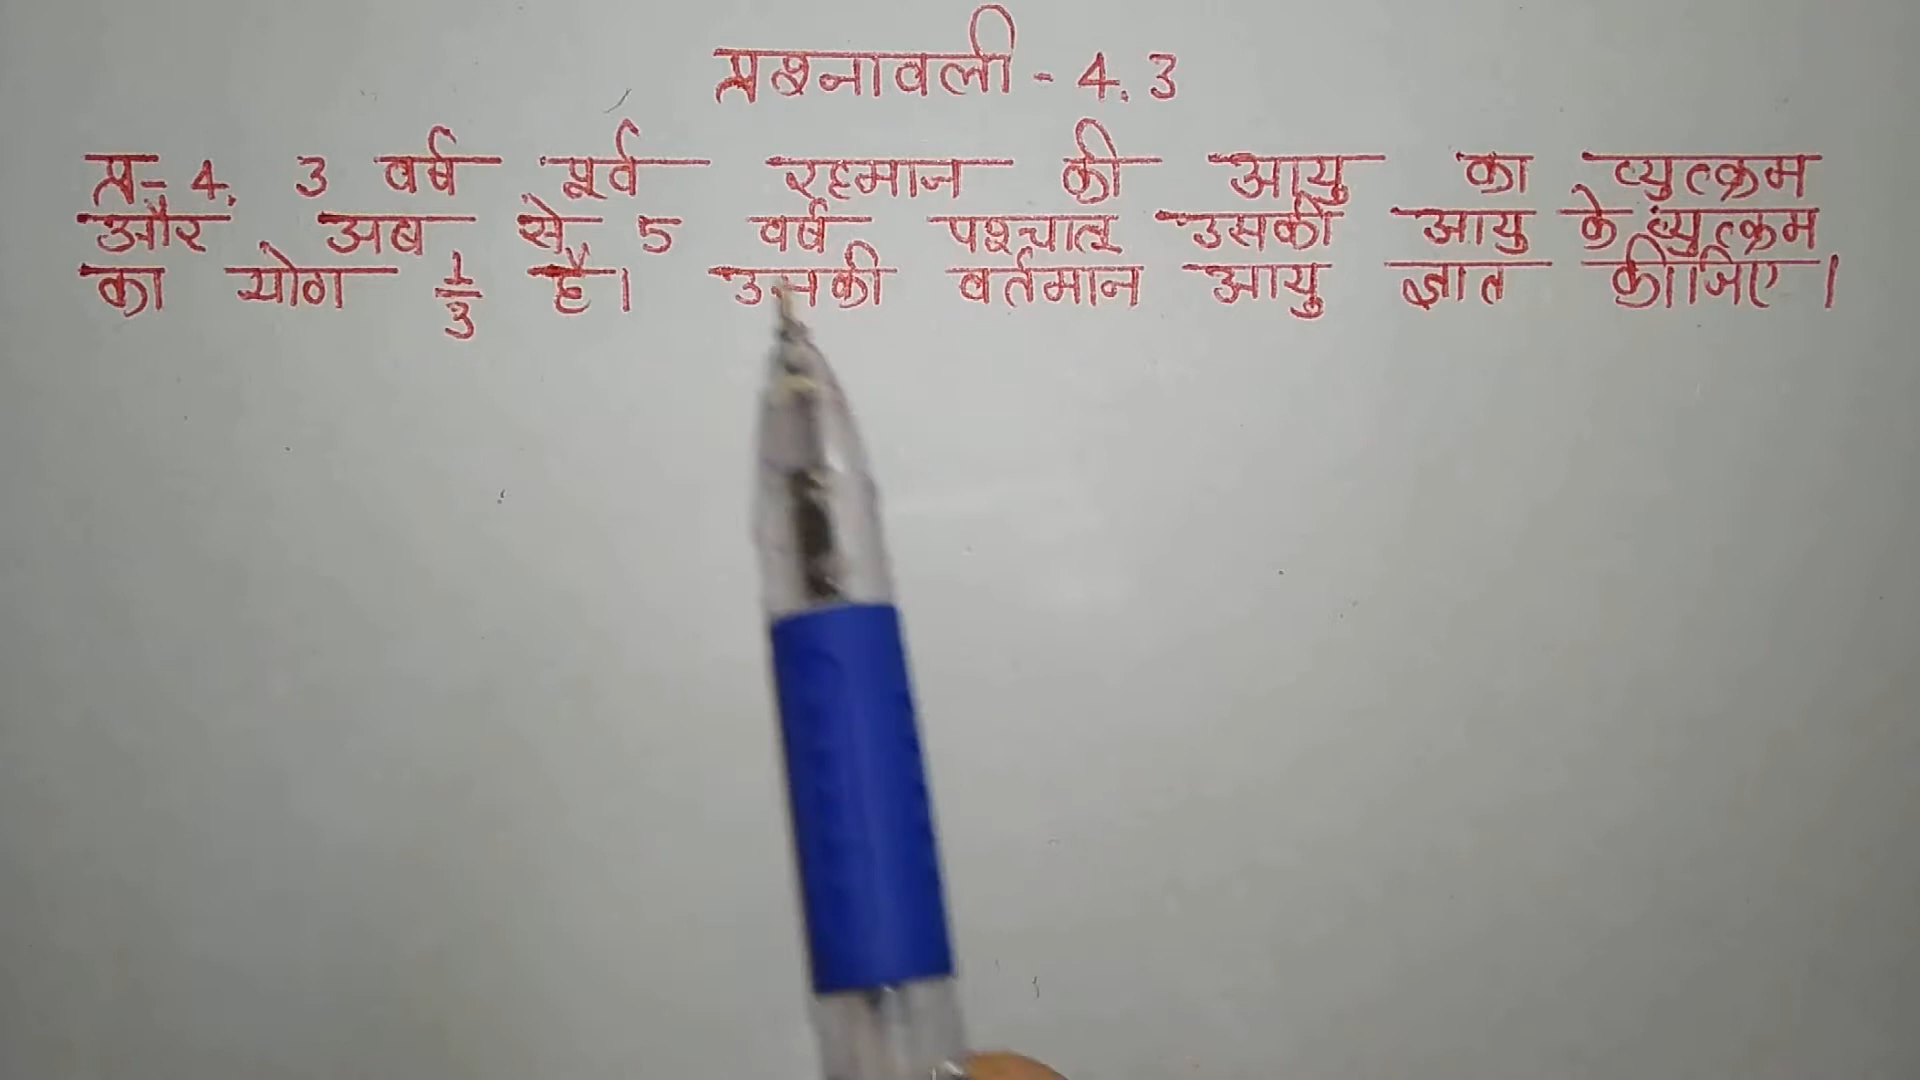 प्रश्नावली - 4.3
प्र- 4. 3 वर्ष पूर्व रहमान की आयु का व्युत्क्रम
और अब से 5 वर्ष पश्चात् उसकी आयु के व्युत्क्रम
का योग 1/3 है। उसकी वर्तमान आयु ज्ञात कीजिए।